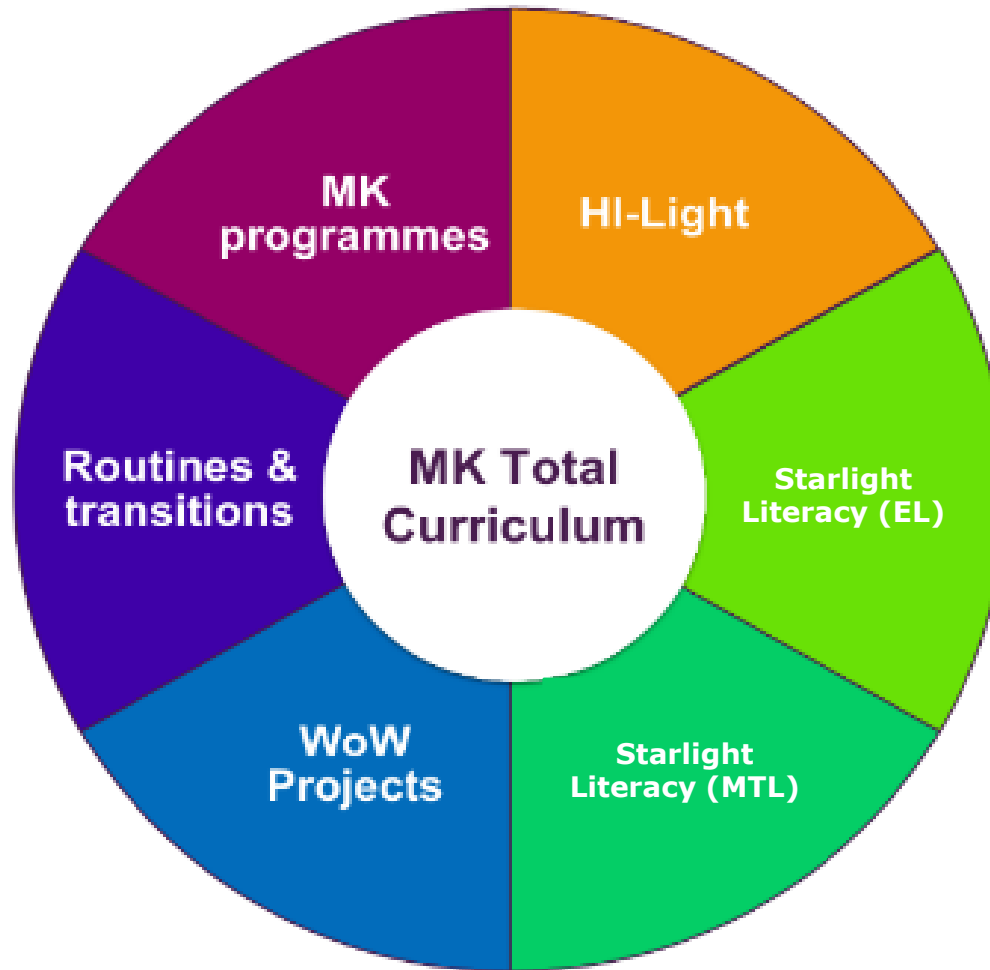 MK
programmes
HI-Light
Routines &
transitions
MK Total
Curriculum
Starlight
Literacy (EL)
WoW
Projects
Starlight
Literacy (MTL)